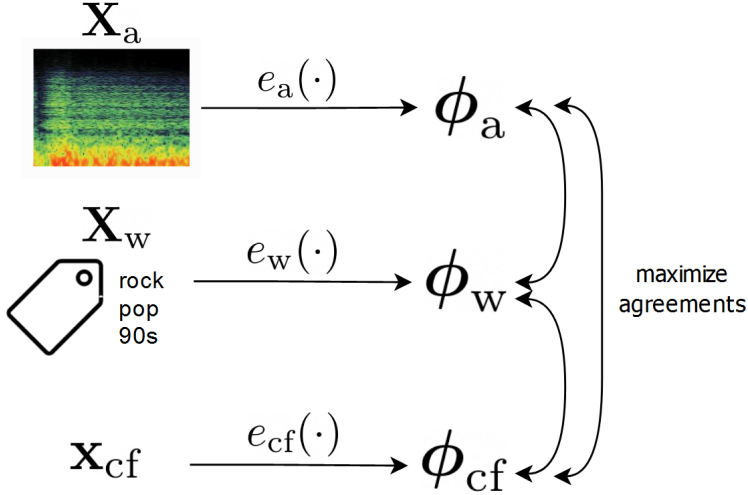 X_a
e_a(·)
ϕ_a
X_w
e_w(·)
ϕ_w
rock
pop
90s
maximize
agreements
x_cf
e_cf(·)
ϕ_cf